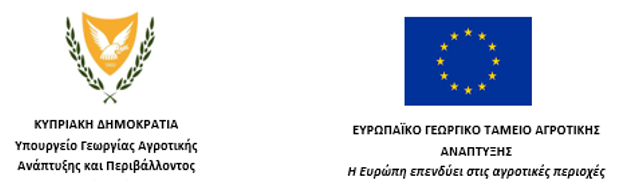 ΚΥΠΡΙΑΚΗ ΔΗΜΟΚΡΑΤΙΑ
Υπουργείο Γεωργίας Αγροτικής
Ανάπτυξης και Περιβάλλοντος
ΕΥΡΩΠΑΪΚΟ ΓΕΩΡΓΙΚΟ ΤΑΜΕΙΟ ΑΓΡΟΤΙΚΗΣ
ΑΝΑΠΤΥΞΗΣ
Η Ευρώπη επενδύει στις αγροτικές περιοχές